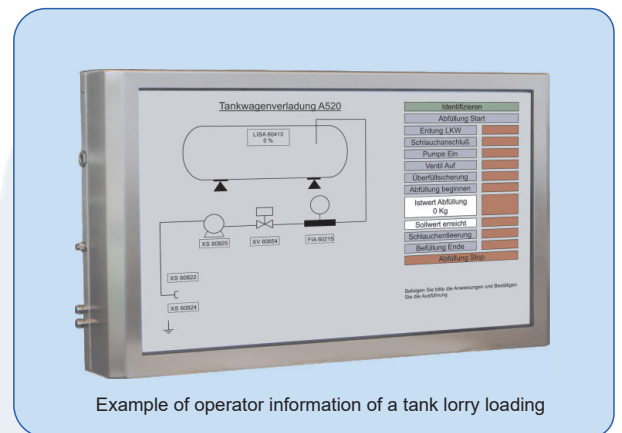 Tankwagenverladung A520
LISA 60413
0 %
XS 60825
XV 60854
FIA 60215
XS 60822
XS 60824
Identifizieren
Abfüllung Start
Erdung LKW
Schlauchanschluß
Pumpe Ein
Ventil Auf
Überfüllsicherung
Abfüllung beginnen
Istwert Abfüllung
0 Kg
Sollwert erreicht
Schlauchentleerung
Befüllung Ende
Abfüllung Stop
Befolgen Sie bitte die Anweisungen und Bestätigen
Sie die Ausführung
Example of operator information of a tank lorry loading